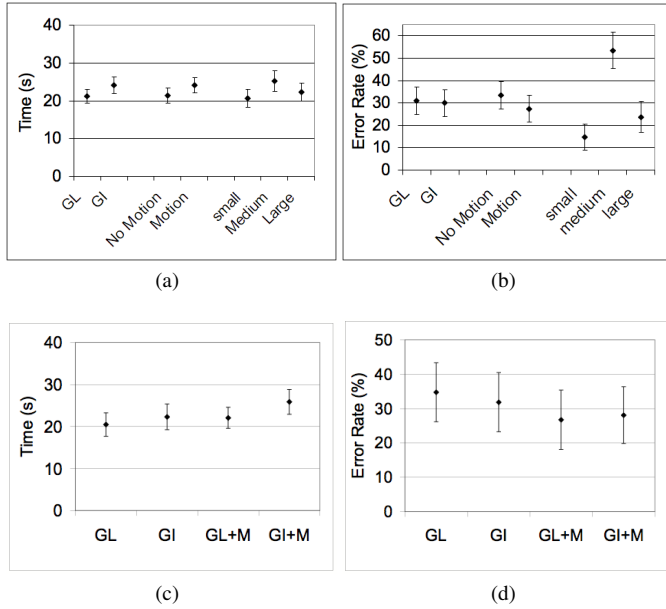 40
30
20
10
0
Time (s)
GL
GI
No Motion
Motion
small
Medium
Large
(a)
60
50
40
30
20
10
0
Error Rate (%)
GL
GI
No Motion
Motion
small
medium
large
(b)
40
30
20
10
0
Time (s)
GL GI GL+M GI+M
(c)
50
40
30
20
10
0
Error Rate (%)
GL GI GL+M GI+M
(d)